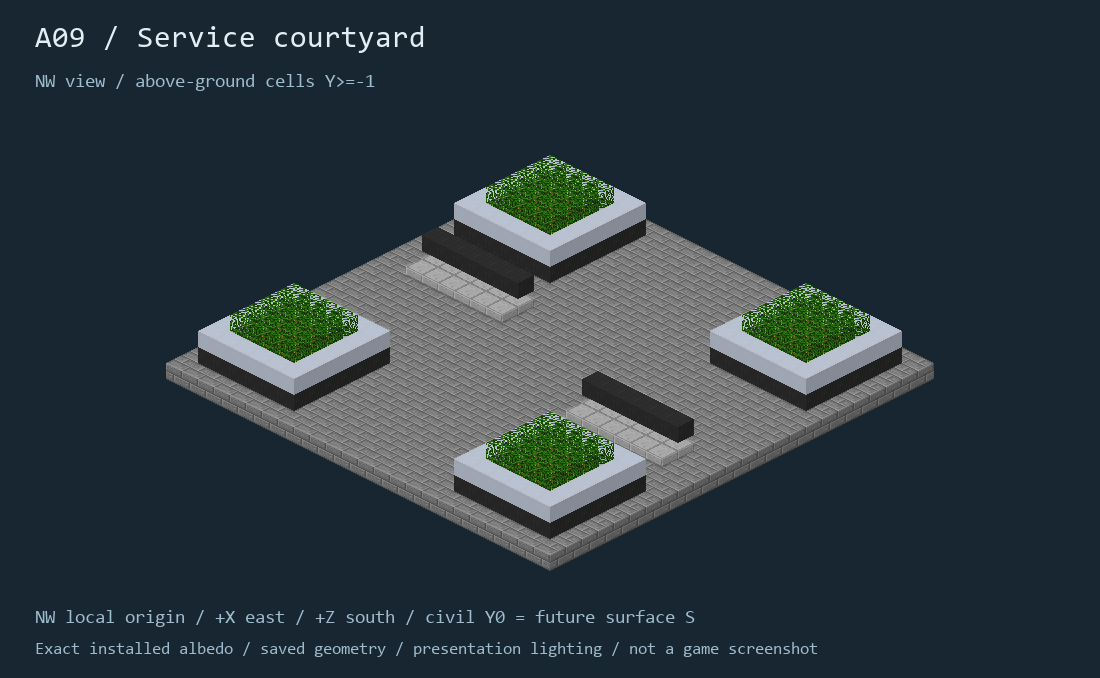 A09 / Service courtyard
NW view / above-ground cells Y>=-1
NW local origin / +X east / +Z south / civil Y0 = future surface S
Exact installed albedo / saved geometry / presentation lighting / not a game screenshot